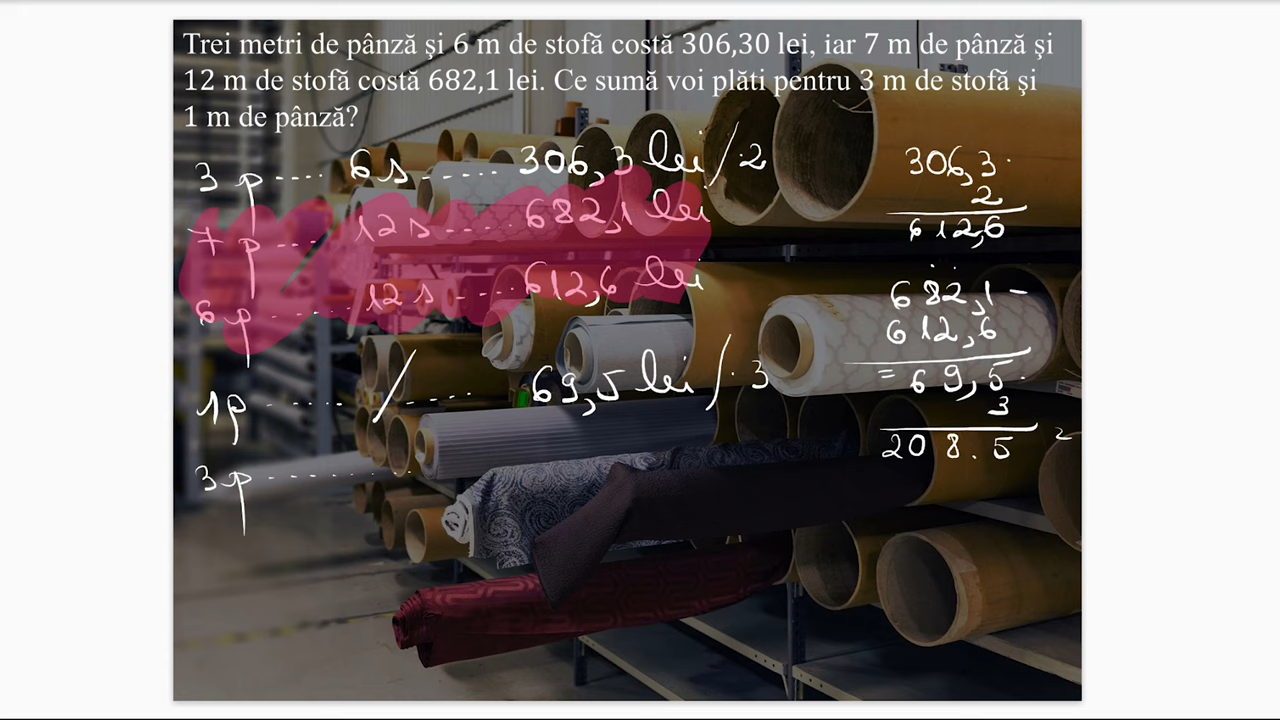 Trei metri de pânză și 6 m de stofă costă 306,30 lei, iar 7 m de pânză și
12 m de stofă costă 682,1 lei. Ce sumă voi plăti pentru 3 m de stofă și
1 m de pânză?
3 p .... 6 s ...... 306,3 lei /·2
7 p .... 12 s ..... 682,1 lei
6 p ..... 12 s .... 612,6 lei
1 p ...... / ..... 69,5 lei /·3
3 p ..........
306,3·
2
612,6
682,1 –
612,6
= 69,5·
3
208.5